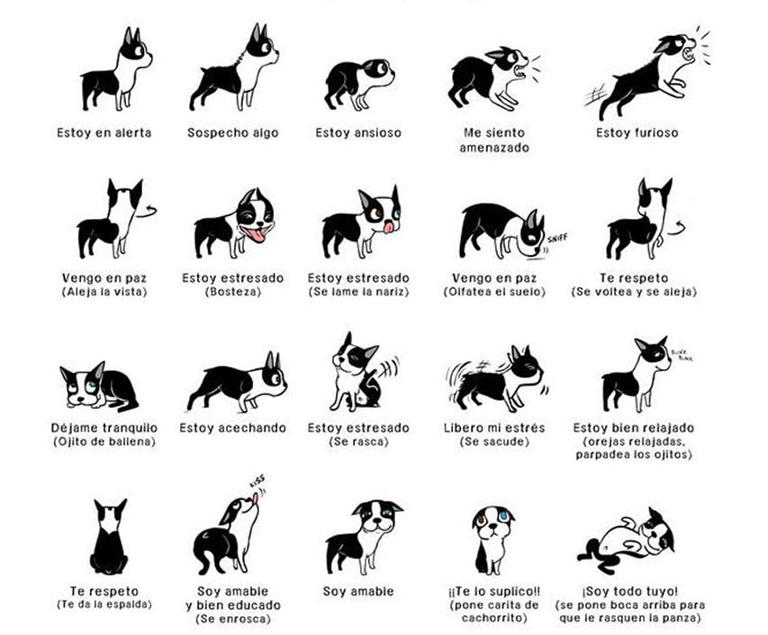 Estoy en alerta
Sospecho algo
Estoy ansioso
Me siento
amenazado
Estoy furioso
Vengo en paz
(Aleja la vista)
Estoy estresado
(Bosteza)
Estoy estresado
(Se lame la nariz)
SNIFF
Vengo en paz
(Olfatea el suelo)
Te respeto
(Se voltea y se aleja)
Déjame tranquilo
(Ojito de ballena)
Estoy acechando
Estoy estresado
(Se rasca)
Libero mi estrés
(Se sacude)
BLINK
BLINK
Estoy bien relajado
(orejas relajadas,
parpadea los ojitos)
Te respeto
(Te da la espalda)
KISS
Soy amable
y bien educado
(Se enrosca)
Soy amable
¡¡Te lo suplico!!
(pone carita de
cachorrito)
¡Soy todo tuyo!
(se pone boca arriba para
que le rasquen la panza)